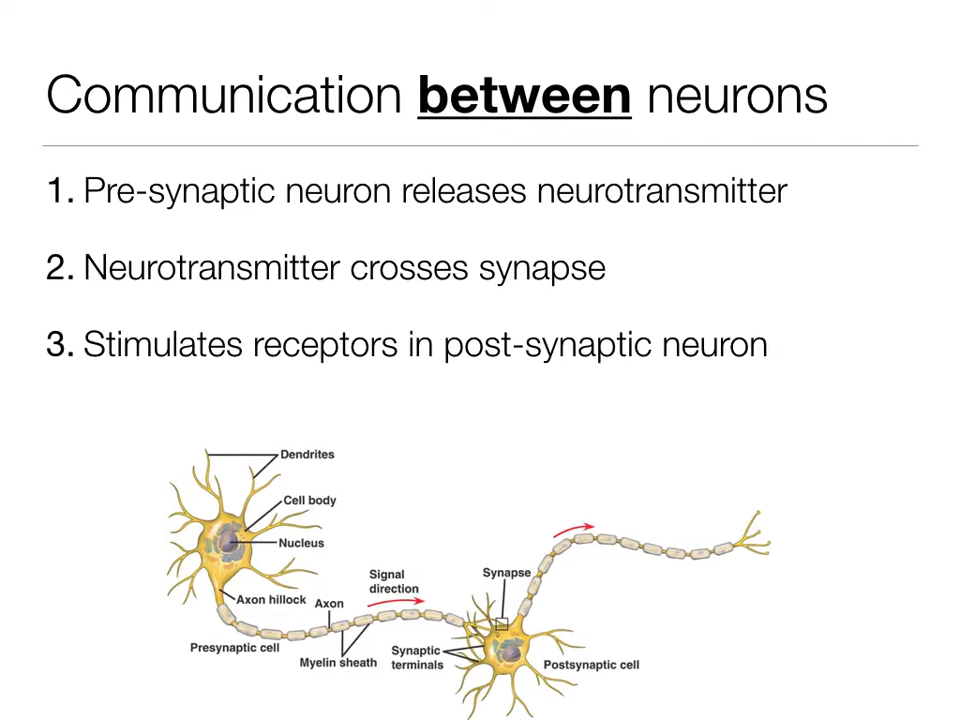 Communication between neurons
1. Pre-synaptic neuron releases neurotransmitter
2. Neurotransmitter crosses synapse
3. Stimulates receptors in post-synaptic neuron
Dendrites
Cell body
Nucleus
Axon hillock
Axon
Signal
direction
Synapse
Presynaptic cell
Myelin sheath
Synaptic
terminals
Postsynaptic cell